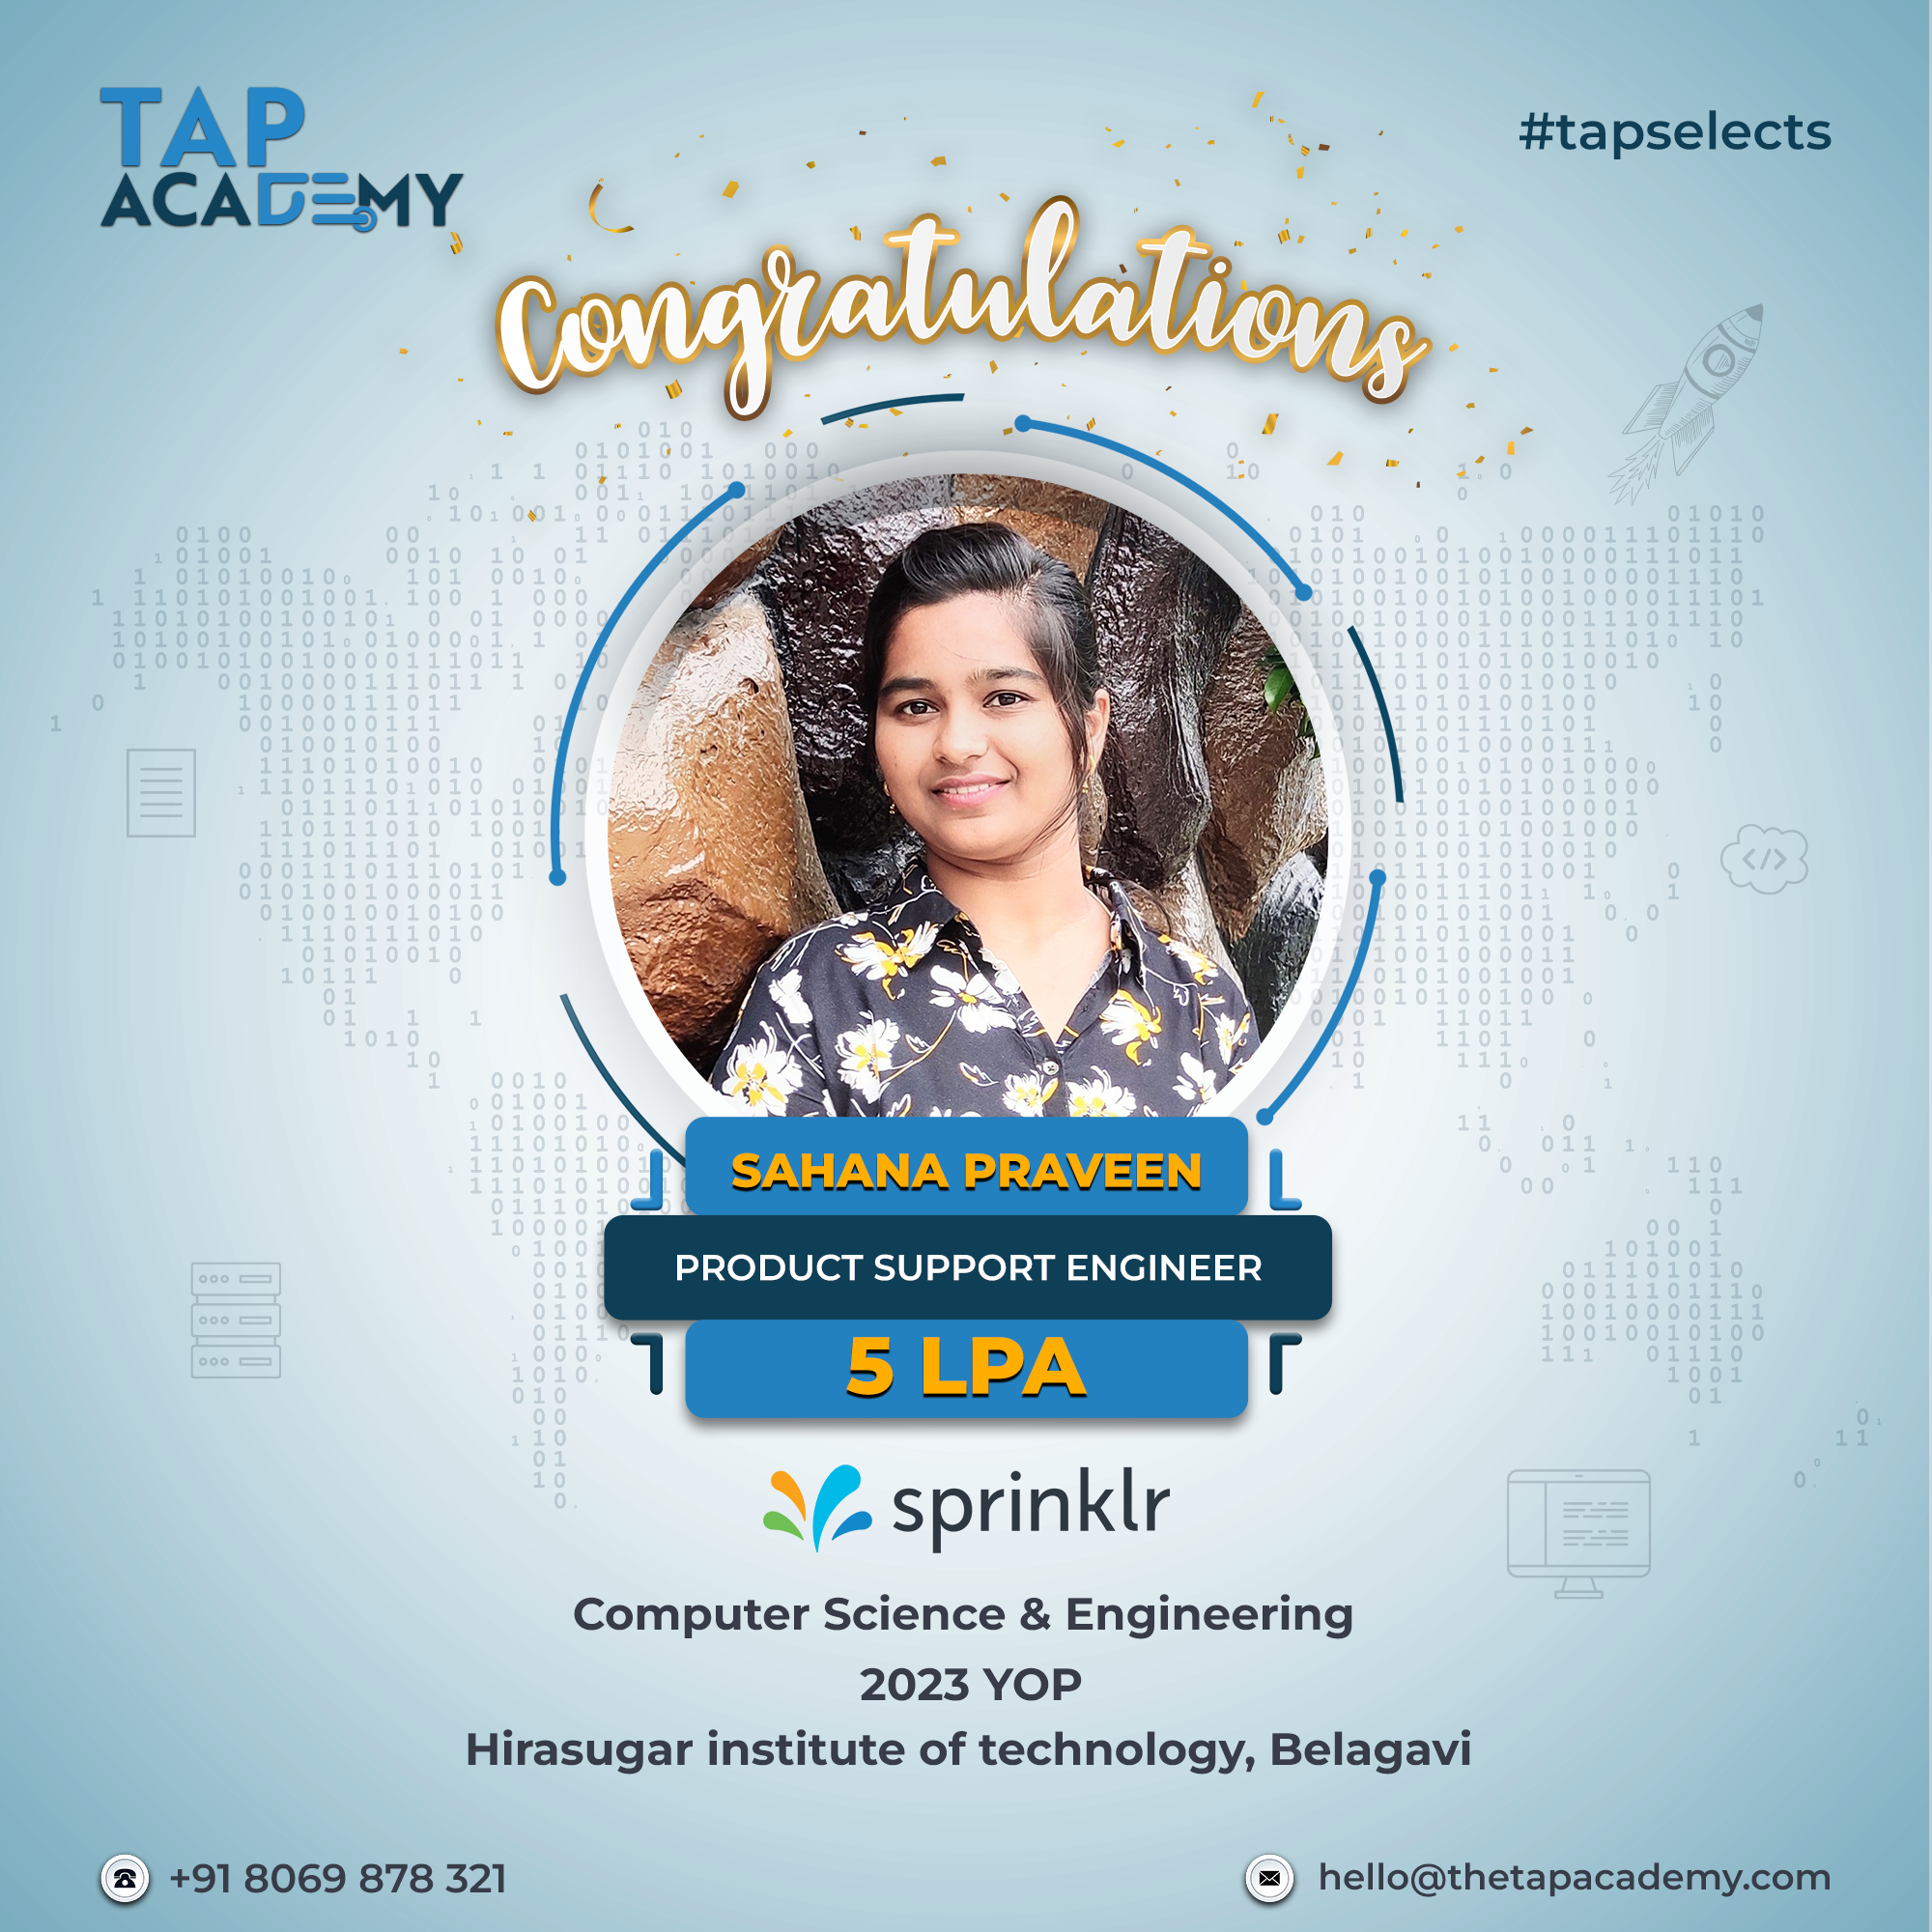 TAP
ACADEMY
#tapselects
Congratulations
SAHANA PRAVEEN
PRODUCT SUPPORT ENGINEER
5 LPA
sprinklr
Computer Science & Engineering
2023 YOP
Hirasugar institute of technology, Belagavi
+91 8069 878 321
hello@thetapacademy.com